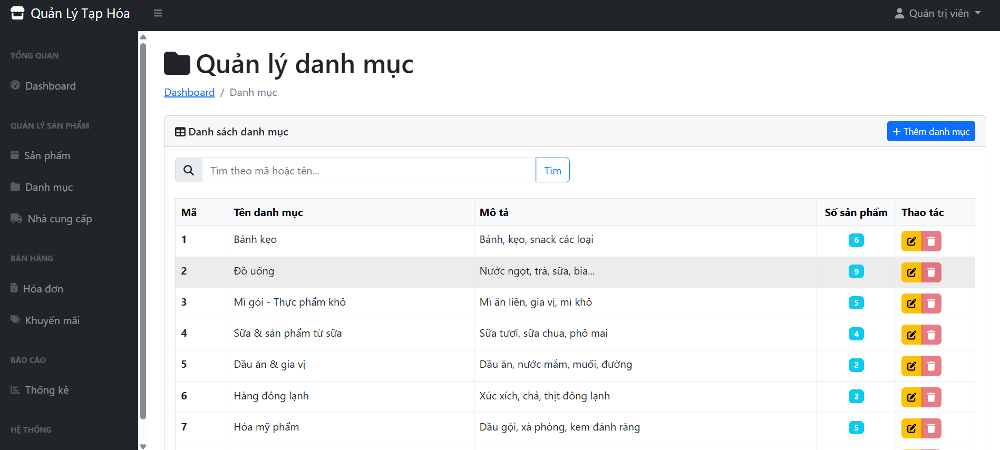 Quản Lý Tạp Hóa
Quản trị viên
TỔNG QUAN
Dashboard
QUẢN LÝ SẢN PHẨM
Sản phẩm
Danh mục
Nhà cung cấp
BÁN HÀNG
Hóa đơn
Khuyến mãi
BÁO CÁO
Thống kê
HỆ THỐNG
Quản lý danh mục
Dashboard / Danh mục
Danh sách danh mục
+ Thêm danh mục
Tìm theo mã hoặc tên... Tìm
Mã Tên danh mục Mô tả Số sản phẩm Thao tác
1 Bánh kẹo Bánh, kẹo, snack các loại 6
2 Đồ uống Nước ngọt, trà, sữa, bia... 9
3 Mì gói - Thực phẩm khô Mì ăn liền, gia vị, mì khô 5
4 Sữa & sản phẩm từ sữa Sữa tươi, sữa chua, phô mai 4
5 Dầu ăn & gia vị Dầu ăn, nước mắm, muối, đường 2
6 Hàng đông lạnh Xúc xích, chả, thịt đông lạnh 2
7 Hóa mỹ phẩm Dầu gội, xà phòng, kem đánh răng 5